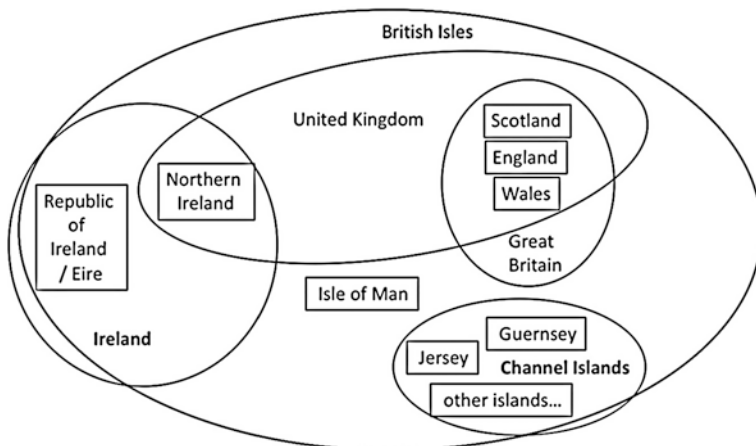 British Isles
United Kingdom
Scotland
England
Wales
Great
Britain
Northern
Ireland
Republic
of
Ireland
/ Eire
Ireland
Isle of Man
Guernsey
Jersey
Channel Islands
other islands...